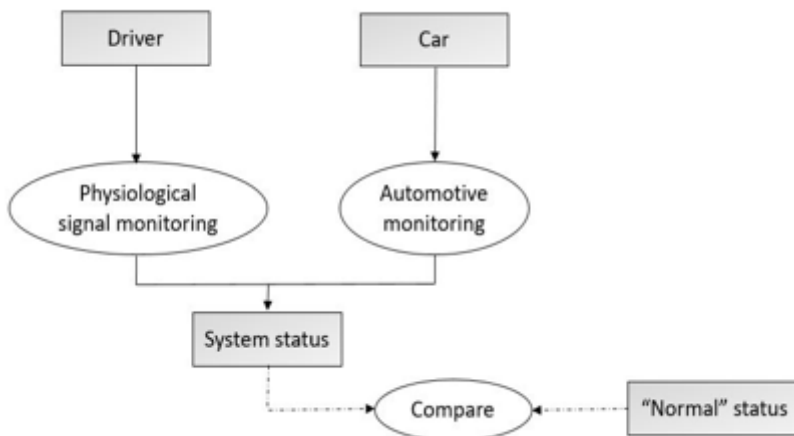 Driver
Car
Physiological
signal monitoring
Automotive
monitoring
System status
Compare
“Normal” status